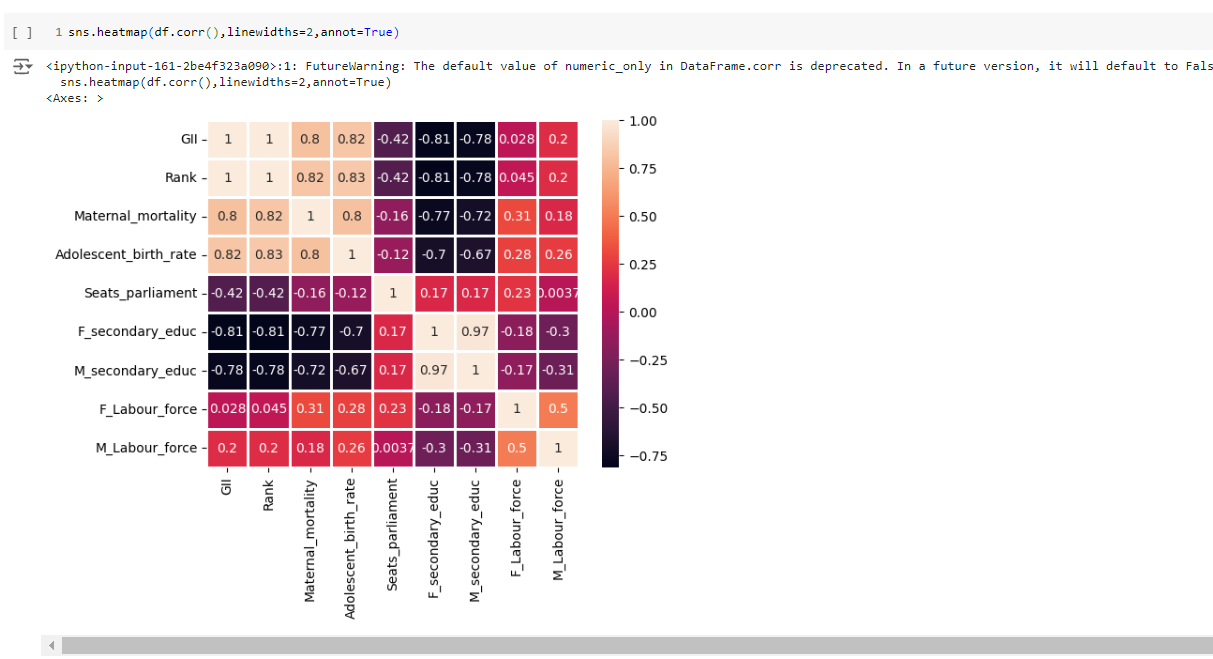 [ ] 1 sns.heatmap(df.corr(),linewidths=2,annot=True)
<ipython-input-161-2be4f323a090>:1: FutureWarning: The default value of numeric_only in DataFrame.corr is deprecated. In a future version, it will default to Fals
sns.heatmap(df.corr(),linewidths=2,annot=True)
<Axes: >
GII 1 1 0.8 0.82 -0.42 -0.81 -0.78 0.028 0.2
Rank 1 1 0.82 0.83 -0.42 -0.81 -0.78 0.045 0.2
Maternal_mortality 0.8 0.82 1 0.8 -0.16 -0.77 -0.72 0.31 0.18
Adolescent_birth_rate 0.82 0.83 0.8 1 -0.12 -0.7 -0.67 0.28 0.26
Seats_parliament -0.42 -0.42 -0.16 -0.12 1 0.17 0.17 0.23 0.0037
F_secondary_educ -0.81 -0.81 -0.77 -0.7 0.17 1 0.97 -0.18 -0.3
M_secondary_educ -0.78 -0.78 -0.72 -0.67 0.17 0.97 1 -0.17 -0.31
F_Labour_force 0.028 0.045 0.31 0.28 0.23 -0.18 -0.17 1 0.5
M_Labour_force 0.2 0.2 0.18 0.26 0.0037 -0.3 -0.31 0.5 1
GII
Rank
Maternal_mortality
Adolescent_birth_rate
Seats_parliament
F_secondary_educ
M_secondary_educ
F_Labour_force
M_Labour_force
1.00
0.75
0.50
0.25
0.00
−0.25
−0.50
−0.75